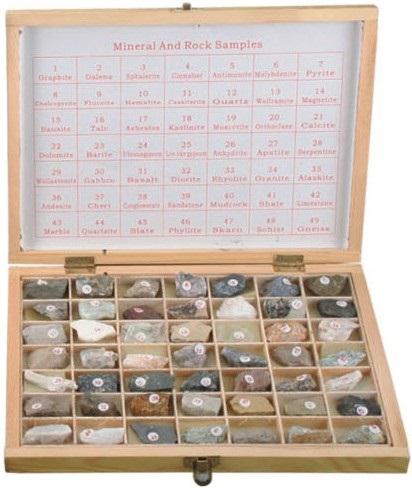 Mineral And Rock Samples
1 2 3 4 5 6 7
Graphite Galena Sphalerite Cinnabar Antimonite Molybdenite Pyrite
8 9 10 11 12 13 14
Chalcopyrite Fluorite Hematite Cassiterite Quartz Wolframite Magnetite
15 16 17 18 19 20 21
Bauxite Talc Asbestos Kaolinite Muscovite Orthoclase Calcite
22 23 24 25 26 27 28
Dolomite Barite Anhydrite Apatite Serpentine
29 30 31 32 33 34 35
Wollastonite Gabbro Basalt Diorite Rhyolite Granite Alaskite
36 37 38 39 40 41 42
Andesite Chert Conglomerate Sandstone Mudrock Shale Limestone
43 44 45 46 47 48 49
Marble Quartzite Slate Phyllite Skarn Schist Gneiss